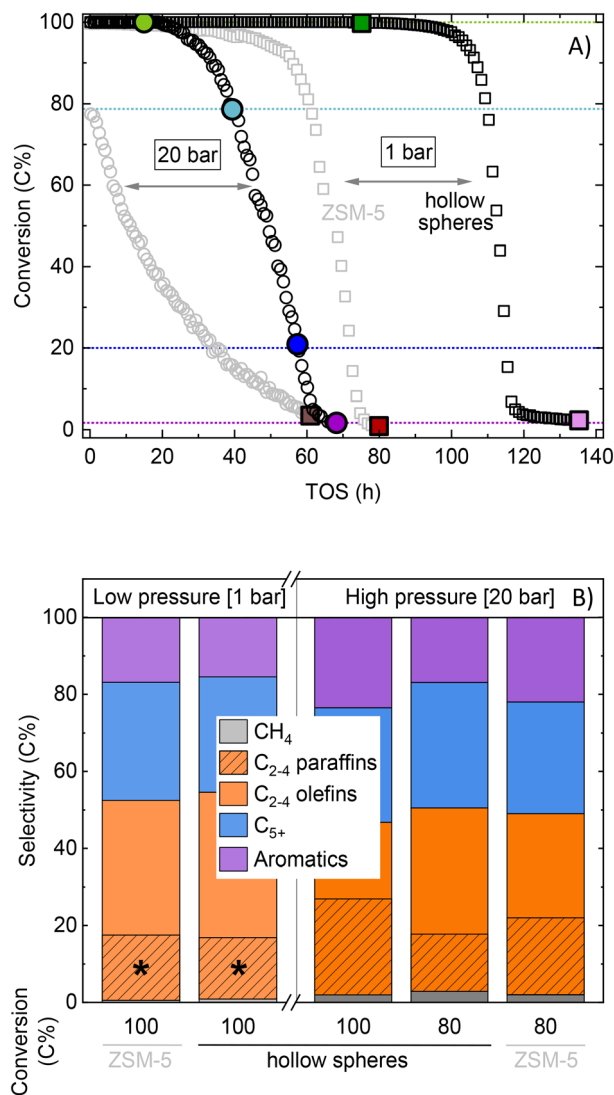 A)
100
80
60
40
20
0
Conversion (C%)
20 bar
1 bar
ZSM-5
hollow
spheres
0 20 40 60 80 100 120 140
TOS (h)
Low pressure [1 bar] High pressure [20 bar] B)
100
80
60
40
20
0
Selectivity (C%)
CH₄
C₂₋₄ paraffins
C₂₋₄ olefins
C₅₊
Aromatics
* *
Conversion
(C%)
100 100 100 80 80
ZSM-5 hollow spheres ZSM-5